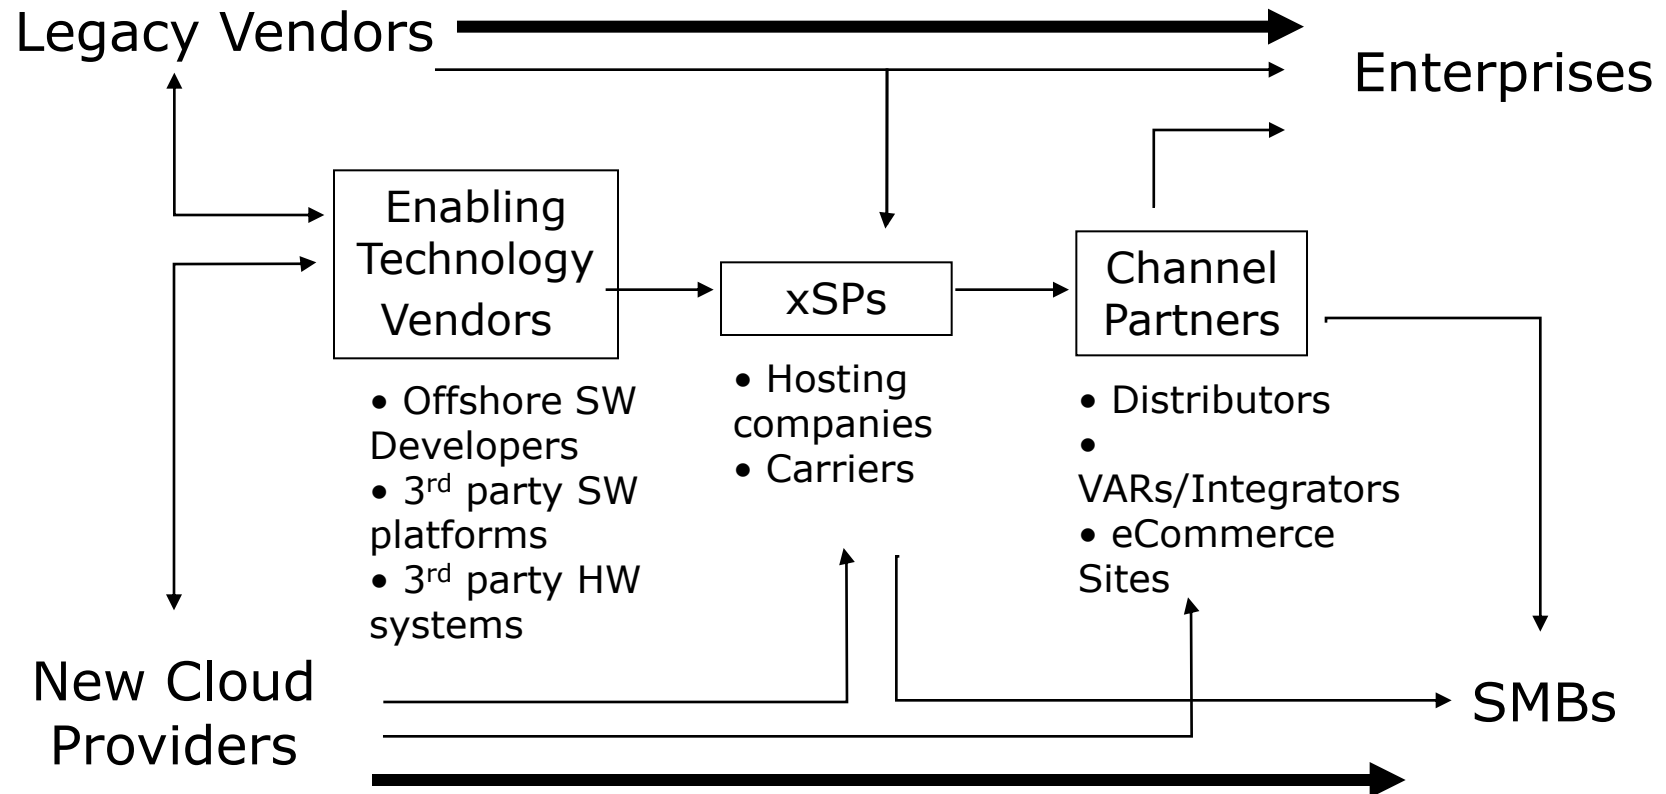 Legacy Vendors
Enterprises
Enabling
Technology
Vendors
xSPs
Channel
Partners
• Offshore SW
Developers
• 3rd party SW
platforms
• 3rd party HW
systems
• Hosting
companies
• Carriers
• Distributors
•
VARs/Integrators
• eCommerce
Sites
New Cloud
Providers
SMBs